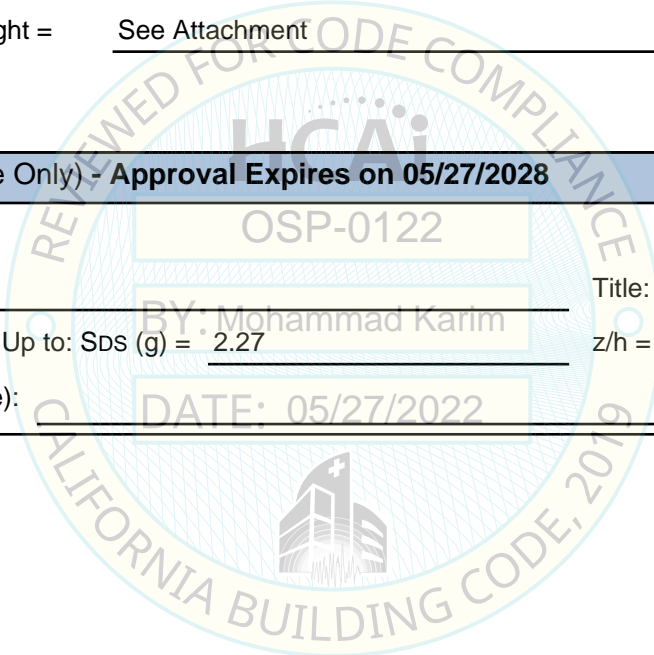 ght = See Attachment
REVIEWED FOR CODE COMPLIANCE
HCAi
e Only) - Approval Expires on 05/27/2028
OSP-0122
Title:
BY: Mohammad Karim
Up to: SDS (g) = 2.27 z/h =
e):
DATE: 05/27/2022
CALIFORNIA BUILDING CODE, 2019